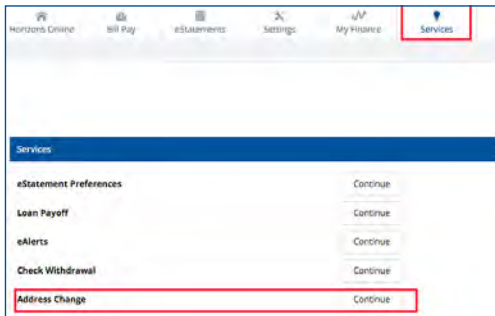 Horizons Online Bill Pay eStatements Settings My Finance Services
Services
eStatement Preferences Continue
Loan Payoff Continue
eAlerts Continue
Check Withdrawal Continue
Address Change Continue